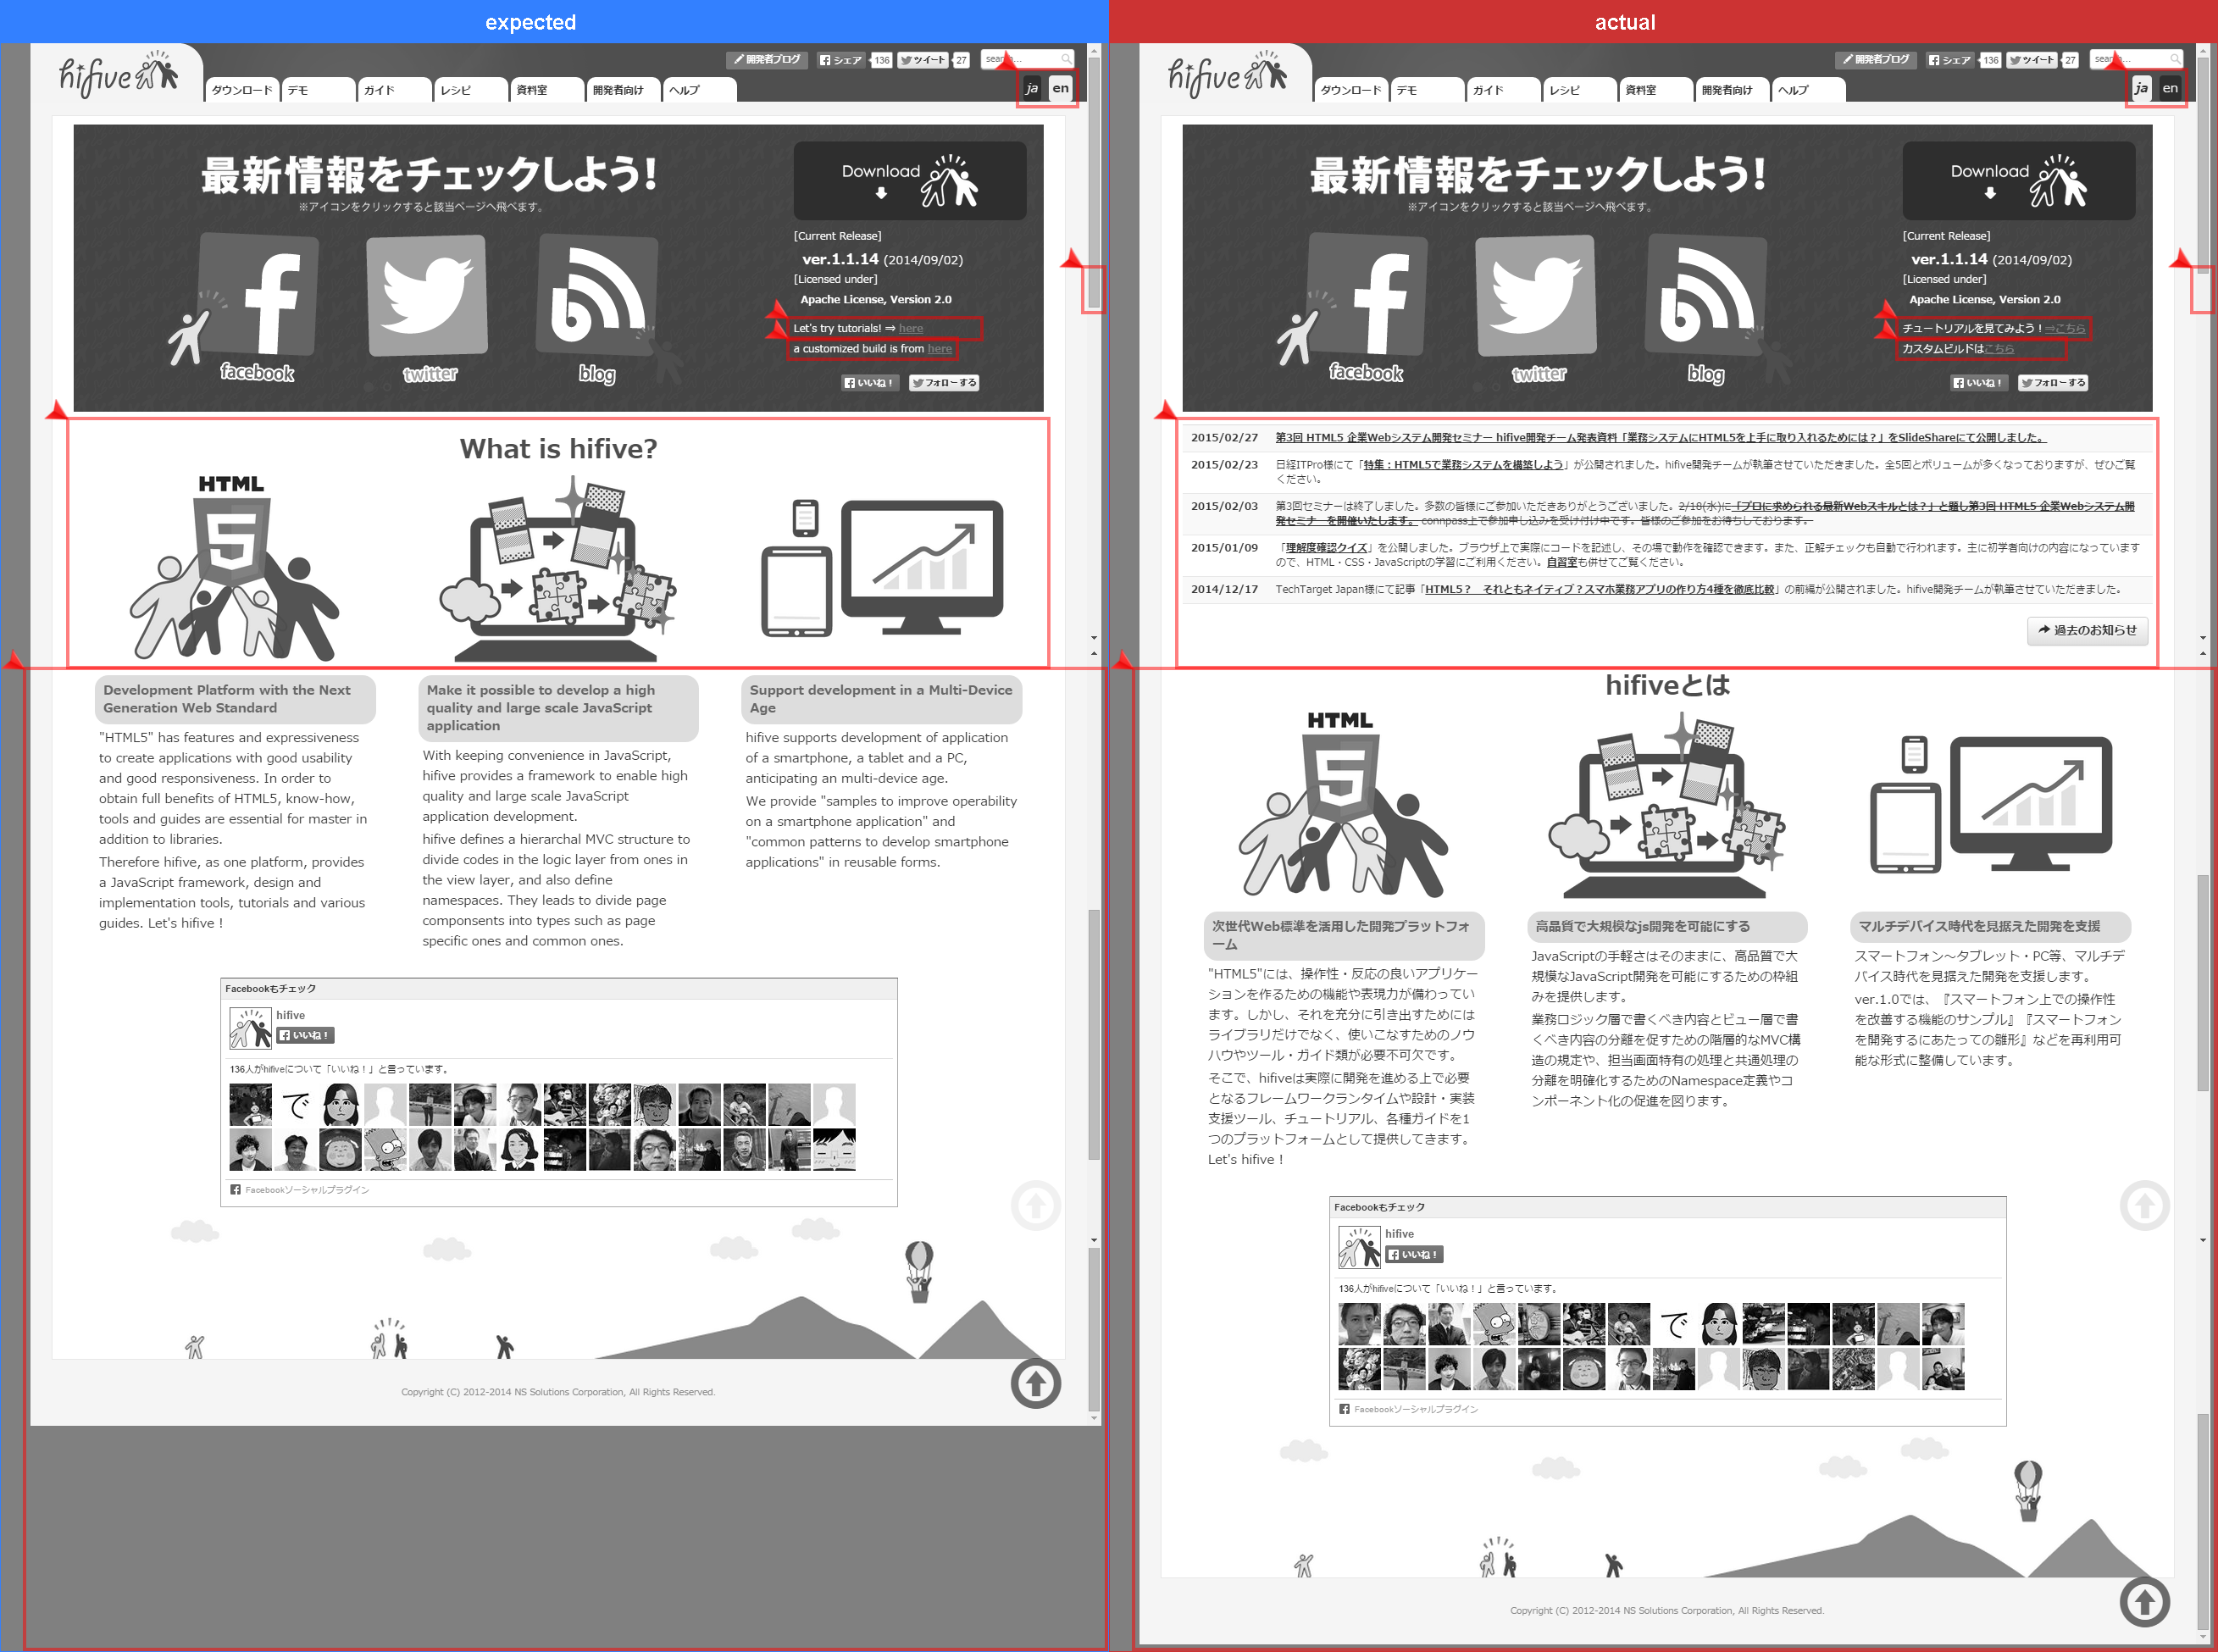 expected
hifive
開発者ブログ
シェア
136
ツイート
27
ダウンロード
デモ
ガイド
レシピ
資料室
開発者向け
ヘルプ
ja
en
最新情報をチェックしよう!
※アイコンをクリックすると該当ページへ飛べます。
facebook
twitter
blog
Download
[Current Release]
ver.1.1.14 (2014/09/02)
[Licensed under]
Apache License, Version 2.0
Let's try tutorials! ⇒ here
a customized build is from here
いいね！
フォローする
What is hifive?
HTML
5
Development Platform with the Next
Generation Web Standard
"HTML5" has features and expressiveness
to create applications with good usability
and good responsiveness. In order to
obtain full benefits of HTML5, know-how,
tools and guides are essential for master in
addition to libraries.
Therefore hifive, as one platform, provides
a JavaScript framework, design and
implementation tools, tutorials and various
guides. Let's hifive !
Make it possible to develop a high
quality and large scale JavaScript
application
With keeping convenience in JavaScript,
hifive provides a framework to enable high
quality and large scale JavaScript
application development.
hifive defines a hierarchal MVC structure to
divide codes in the logic layer from ones in
the view layer, and also define
namespaces. They leads to divide page
componsents into types such as page
specific ones and common ones.
Support development in a Multi-Device
Age
hifive supports development of application
of a smartphone, a tablet and a PC,
anticipating an multi-device age.
We provide "samples to improve operability
on a smartphone application" and
"common patterns to develop smartphone
applications" in reusable forms.
Facebookもチェック
hifive
いいね！
136人がhifiveについて「いいね！」と言っています。
で
Facebookソーシャルプラグイン
Copyright (C) 2012-2014 NS Solutions Corporation, All Rights Reserved.
actual
hifive
開発者ブログ
シェア
136
ツイート
27
ダウンロード
デモ
ガイド
レシピ
資料室
開発者向け
ヘルプ
ja
en
最新情報をチェックしよう!
※アイコンをクリックすると該当ページへ飛べます。
facebook
twitter
blog
Download
[Current Release]
ver.1.1.14 (2014/09/02)
[Licensed under]
Apache License, Version 2.0
チュートリアルを見てみよう！⇒こちら
カスタムビルドはこちら
いいね！
フォローする
2015/02/27 第3回 HTML5 企業Webシステム開発セミナー hifive開発チーム発表資料「業務システムにHTML5を上手に取り入れるためには？」をSlideShareにて公開しました。
2015/02/23 日経ITPro様にて「特集：HTML5で業務システムを構築しよう」が公開されました。hifive開発チームが執筆させていただきました。全5回とボリュームが多くなっておりますが、ぜひご覧
ください。
2015/02/03 第3回セミナーは終了しました。多数の皆様にご参加いただきありがとうございました。2/18(水)に「プロに求められる最新Webスキルとは？」と題し第3回 HTML5 企業Webシステム開
発セミナーを開催いたします。 connpass上で参加申し込みを受け付け中です。皆様のご参加をお待ちしております。
2015/01/09 「理解度確認クイズ」を公開しました。ブラウザ上で実際にコードを記述し、その場で動作を確認できます。また、正解チェックも自動で行われます。主に初学者向けの内容になっています
ので、HTML・CSS・JavaScriptの学習にご利用ください。自習室も併せてご覧ください。
2014/12/17 TechTarget Japan様にて記事「HTML5？　それともネイティブ？スマホ業務アプリの作り方4種を徹底比較」の前編が公開されました。hifive開発チームが執筆させていただきました。
過去のお知らせ
hifiveとは
HTML
5
次世代Web標準を活用した開発プラットフォ
ーム
"HTML5"には、操作性・反応の良いアプリケー
ションを作るための機能や表現力が備わってい
ます。しかし、それを充分に引き出すためには
ライブラリだけでなく、使いこなすためのノウ
ハウやツール・ガイド類が必要不可欠です。
そこで、hifiveは実際に開発を進める上で必要
となるフレームワークランタイムや設計・実装
支援ツール、チュートリアル、各種ガイドを1
つのプラットフォームとして提供してきます。
Let's hifive !
高品質で大規模なjs開発を可能にする
JavaScriptの手軽さはそのままに、高品質で大
規模なJavaScript開発を可能にするための枠組
みを提供します。
業務ロジック層で書くべき内容とビュー層で書
くべき内容の分離を促すための階層的なMVC構
造の規定や、担当画面特有の処理と共通処理の
分離を明確化するためのNamespace定義やコ
ンポーネント化の促進を図ります。
マルチデバイス時代を見据えた開発を支援
スマートフォン〜タブレット・PC等、マルチデ
バイス時代を見据えた開発を支援します。
ver.1.0では、『スマートフォン上での操作性
を改善する機能のサンプル』『スマートフォン
を開発するにあたっての雛形』などを再利用可
能な形式に整備しています。
Facebookもチェック
hifive
いいね！
136人がhifiveについて「いいね！」と言っています。
で
Facebookソーシャルプラグイン
Copyright (C) 2012-2014 NS Solutions Corporation, All Rights Reserved.